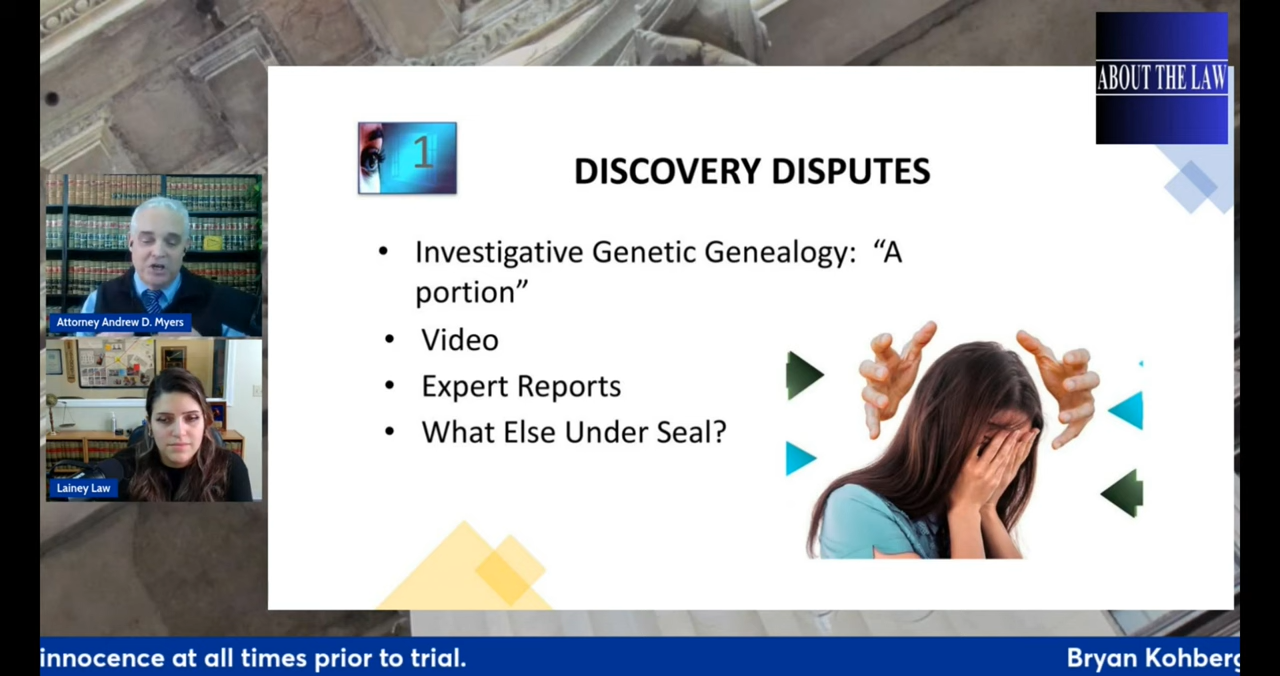 ABOUT THE LAW
1
DISCOVERY DISPUTES
• Investigative Genetic Genealogy: “A
portion”
• Video
• Expert Reports
• What Else Under Seal?
Attorney Andrew D. Myers
Lainey Law
innocence at all times prior to trial.
Bryan Kohberg